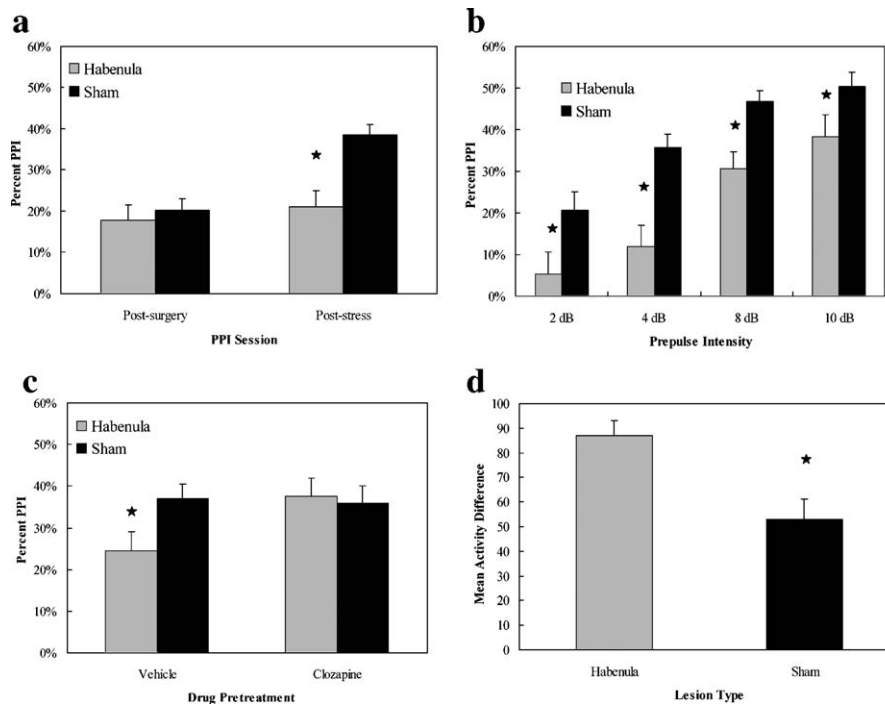 a
60%
50%
40%
30%
20%
10%
0%
Percent PPI
Habenula
Sham
Post-surgery Post-stress
PPI Session
b
60%
50%
40%
30%
20%
10%
0%
Percent PPI
Habenula
Sham
2 dB 4 dB 8 dB 10 dB
Prepulse Intensity
c
60%
50%
40%
30%
20%
10%
0%
Percent PPI
Habenula
Sham
Vehicle Clozapine
Drug Pretreatment
d
100
90
80
70
60
50
40
30
20
10
0
Mean Activity Difference
Habenula Sham
Lesion Type